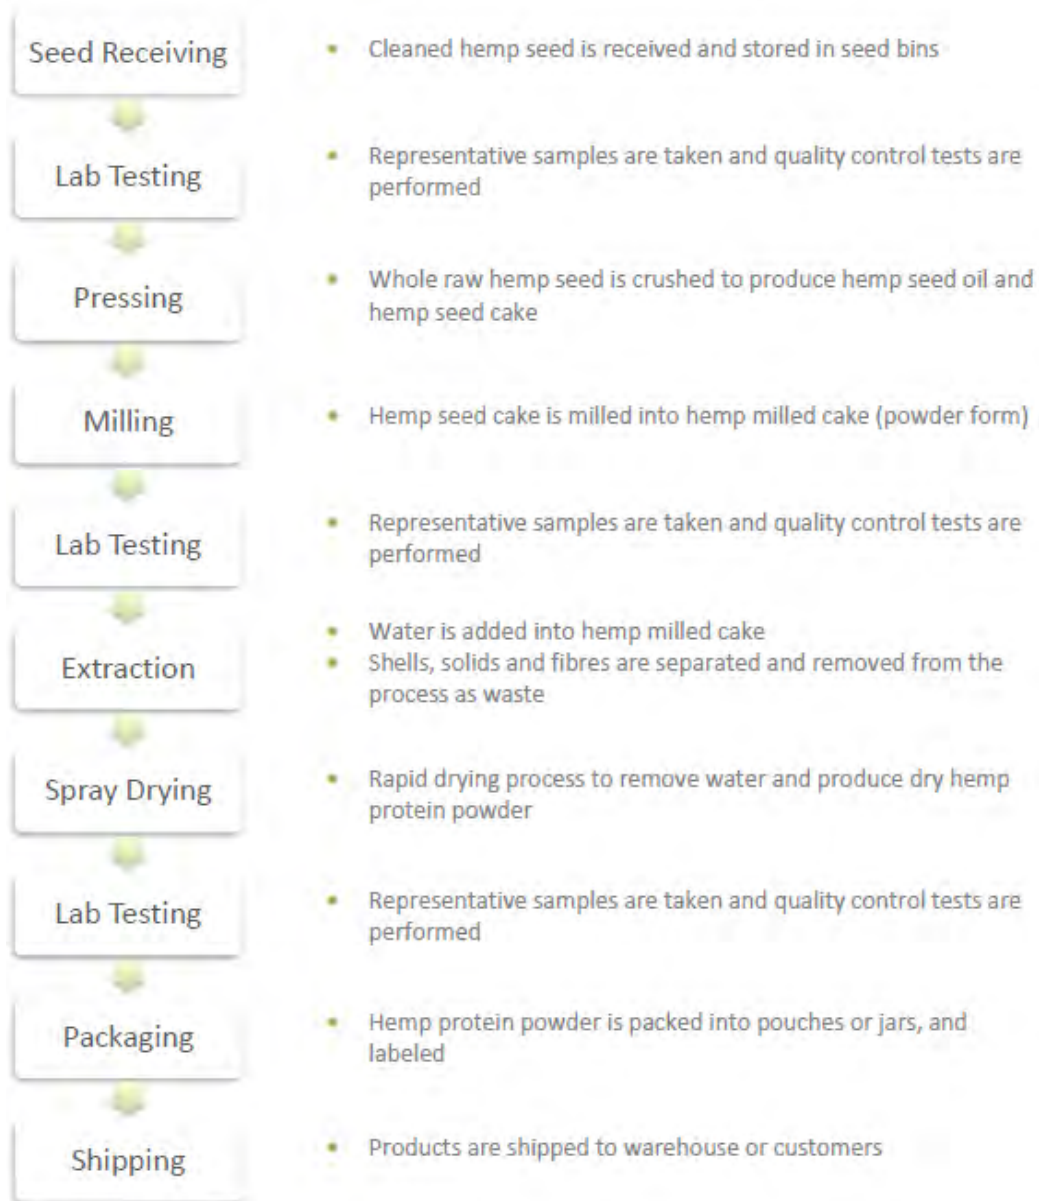 Seed Receiving
• Cleaned hemp seed is received and stored in seed bins
Lab Testing
• Representative samples are taken and quality control tests are
performed
Pressing
• Whole raw hemp seed is crushed to produce hemp seed oil and
hemp seed cake
Milling
• Hemp seed cake is milled into hemp milled cake (powder form)
Lab Testing
• Representative samples are taken and quality control tests are
performed
Extraction
• Water is added into hemp milled cake
• Shells, solids and fibres are separated and removed from the
process as waste
Spray Drying
• Rapid drying process to remove water and produce dry hemp
protein powder
Lab Testing
• Representative samples are taken and quality control tests are
performed
Packaging
• Hemp protein powder is packed into pouches or jars, and
labeled
Shipping
• Products are shipped to warehouse or customers